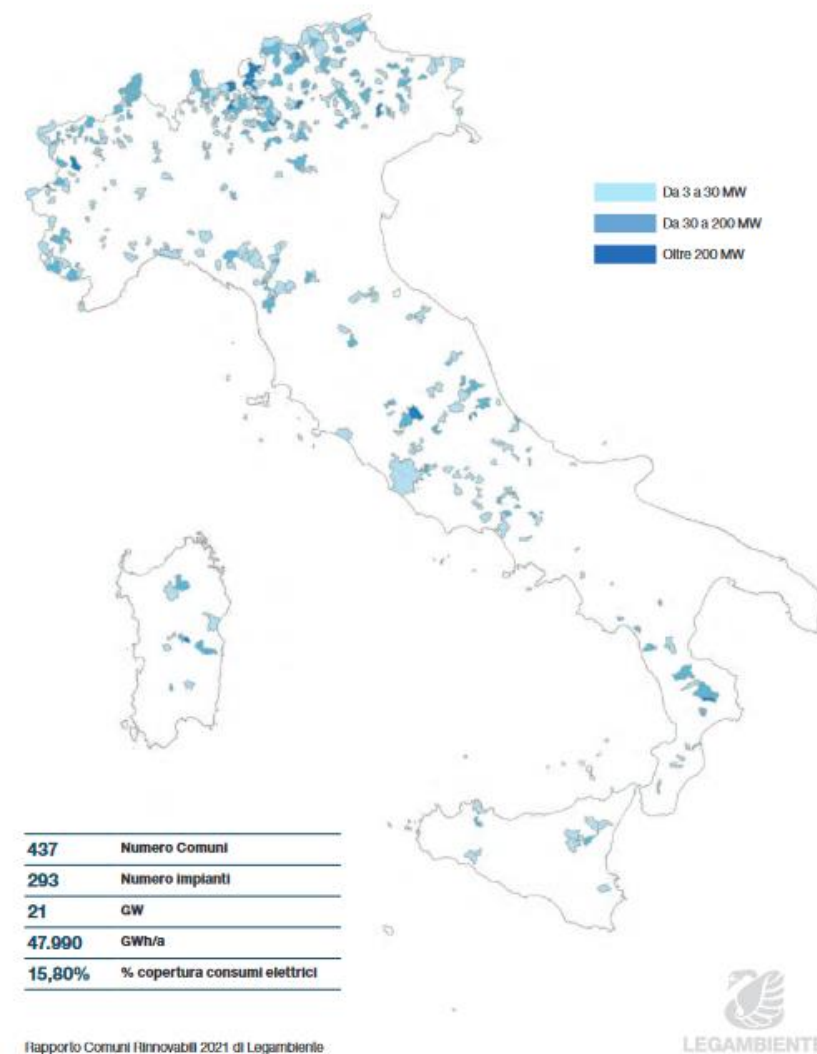 Da 3 a 30 MW
Da 30 a 200 MW
Oltre 200 MW
437 Numero Comuni
293 Numero impianti
21 GW
47.990 GWh/a
15,80% % copertura consumi elettrici
Rapporto Comuni Rinnovabili 2021 di Legambiente
LEGAMBIENTE